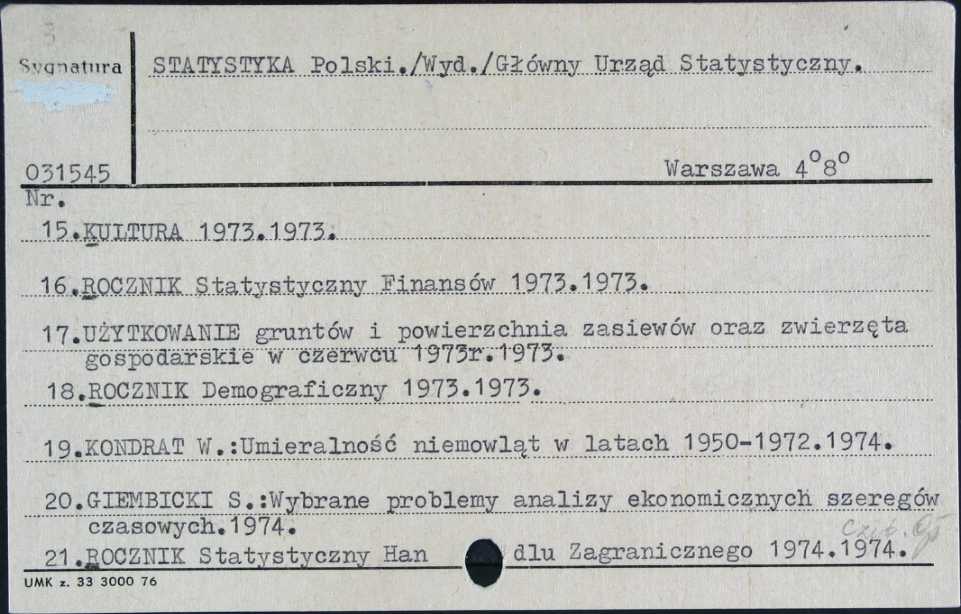 3
Sygnatura
STATYSTYKA Polski./Wyd./Główny Urząd Statystyczny.
031545
Warszawa 4°8°
Nr.
15.KULTURA 1973.1973.
16.ROCZNIK Statystyczny Finansów 1973.1973.
17.UŻYTKOWANIE gruntów i powierzchnia zasiewów oraz zwierzęta
gospodarskie w czerwcu 1973r.1973.
18.ROCZNIK Demograficzny 1973.1973.
19.KONDRAT W.:Umieralność niemowląt w latach 1950-1972.1974.
20.GIEMBICKI S.:Wybrane problemy analizy ekonomicznych szeregów
czasowych.1974.
21.ROCZNIK Statystyczny Han dlu Zagranicznego 1974.1974.
UMK z. 33 3000 76